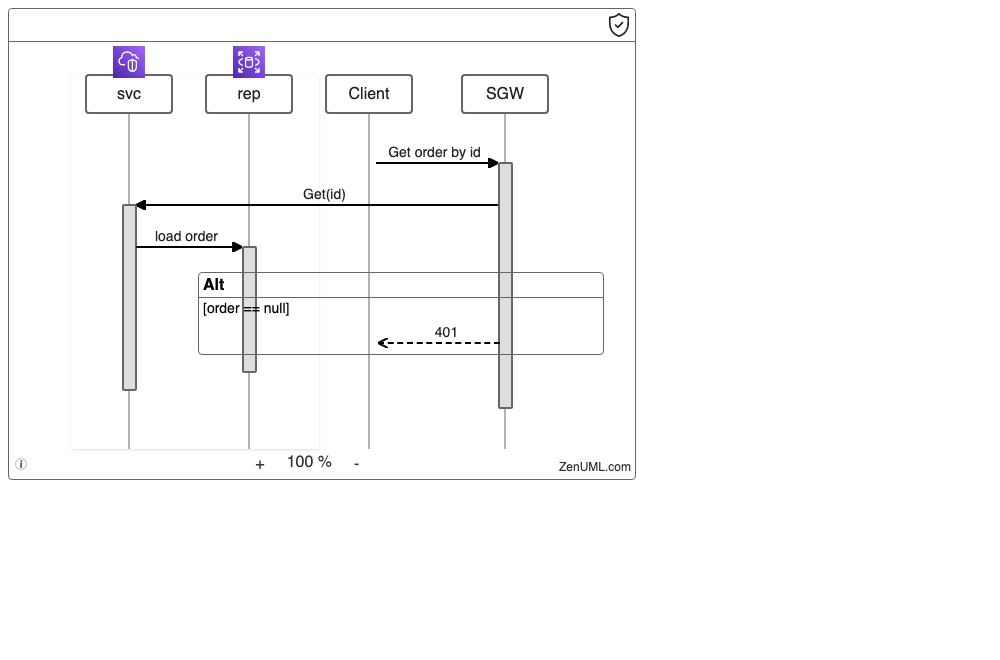 svc
rep
Client
SGW
Get order by id
Get(id)
load order
Alt
[order == null]
401
+ 100 % -
ZenUML.com